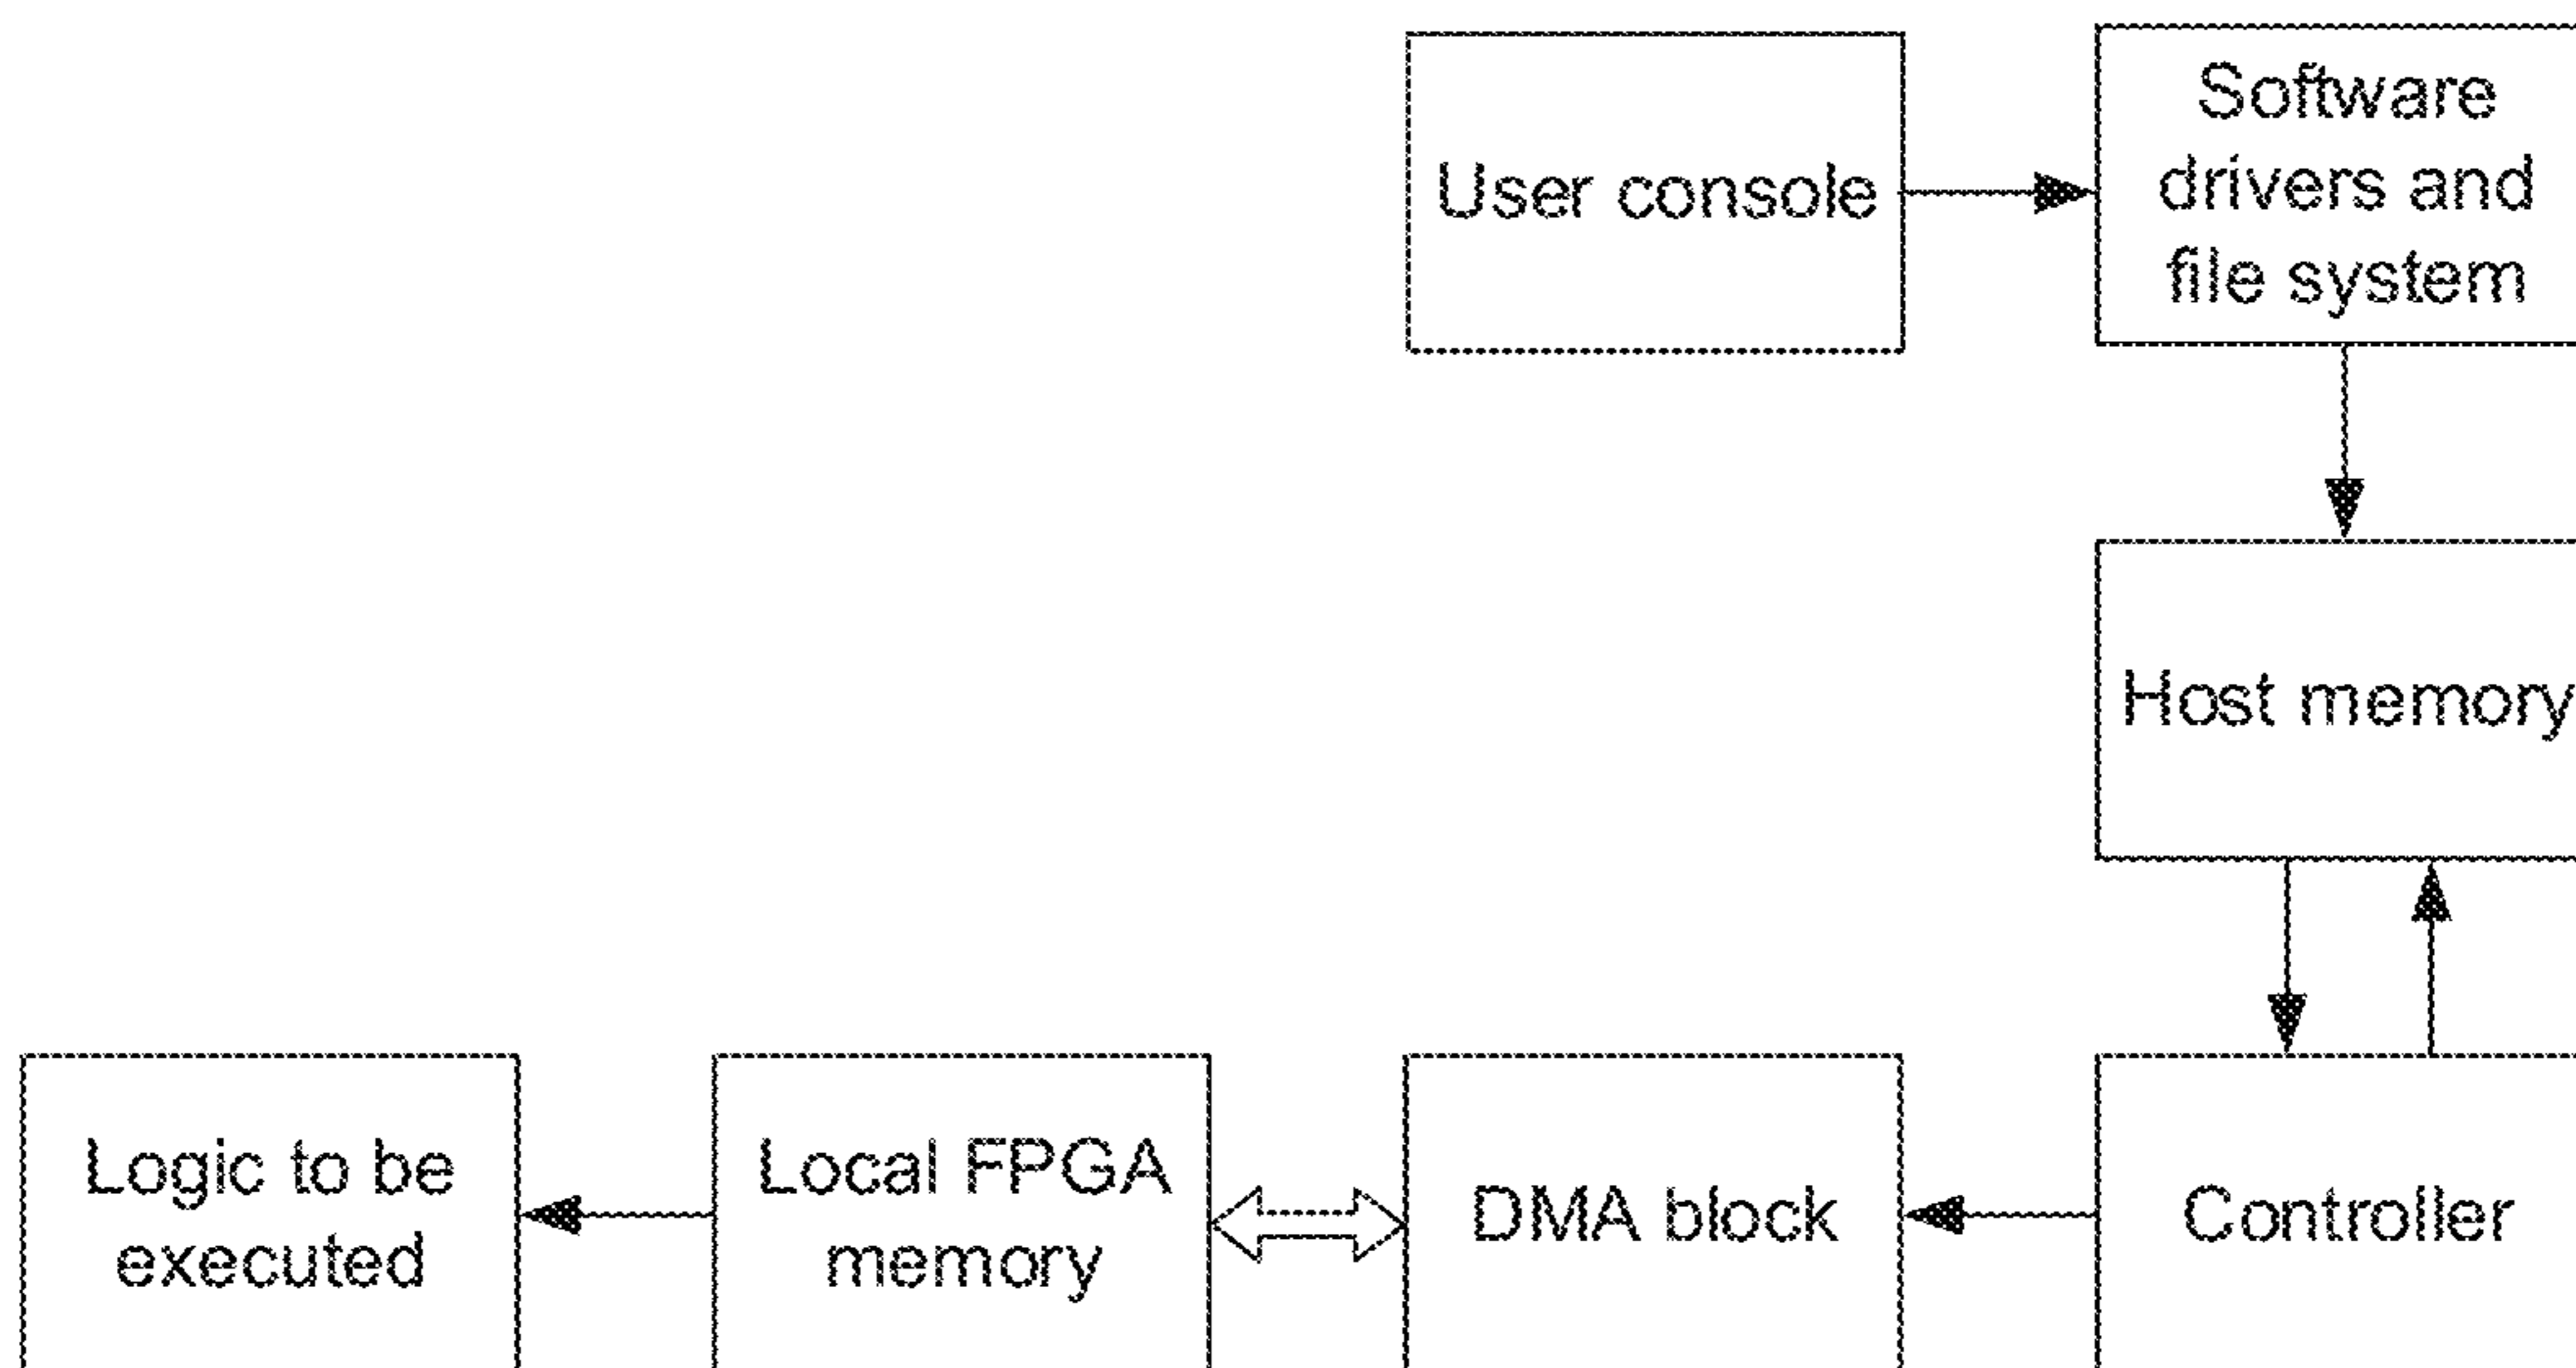 User console
Software
drivers and
file system
Host memory
Logic to be
executed
Local FPGA
memory
DMA block
Controller